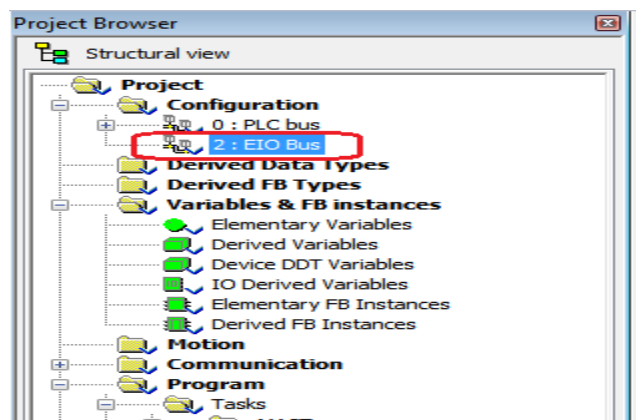 Project Browser
Structural view
Project
Configuration
0 : PLC bus
2 : EIO Bus
Derived Data Types
Derived FB Types
Variables & FB instances
Elementary Variables
Derived Variables
Device DDT Variables
IO Derived Variables
Elementary FB Instances
Derived FB Instances
Motion
Communication
Program
Tasks